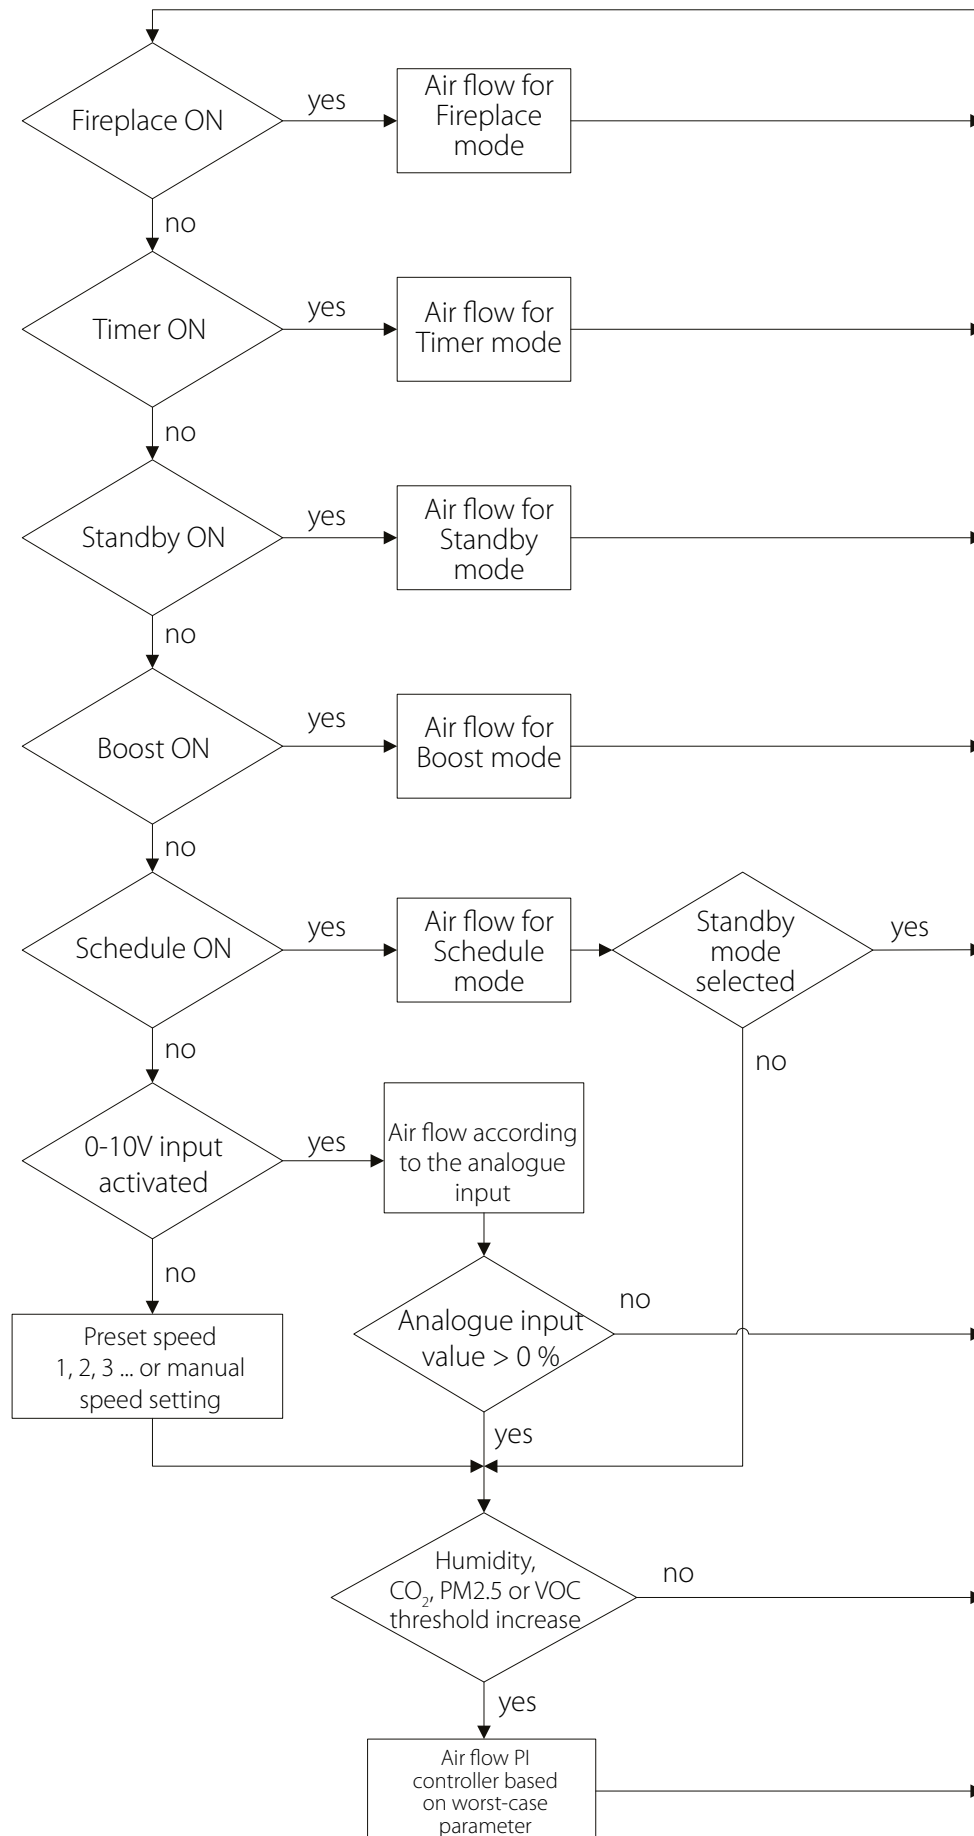 Fireplace ON
yes
Air flow for
Fireplace
mode
no
Timer ON
yes
Air flow for
Timer mode
no
Standby ON
yes
Air flow for
Standby
mode
no
Boost ON
yes
Air flow for
Boost mode
no
Schedule ON
yes
Air flow for
Schedule
mode
Standby
mode
selected
yes
no
no
0-10V input
activated
yes
Air flow according
to the analogue
input
no
Preset speed
1, 2, 3 ... or manual
speed setting
Analogue input
value > 0 %
no
yes
Humidity,
CO₂, PM2.5 or VOC
threshold increase
no
yes
Air flow PI
controller based
on worst-case
parameter